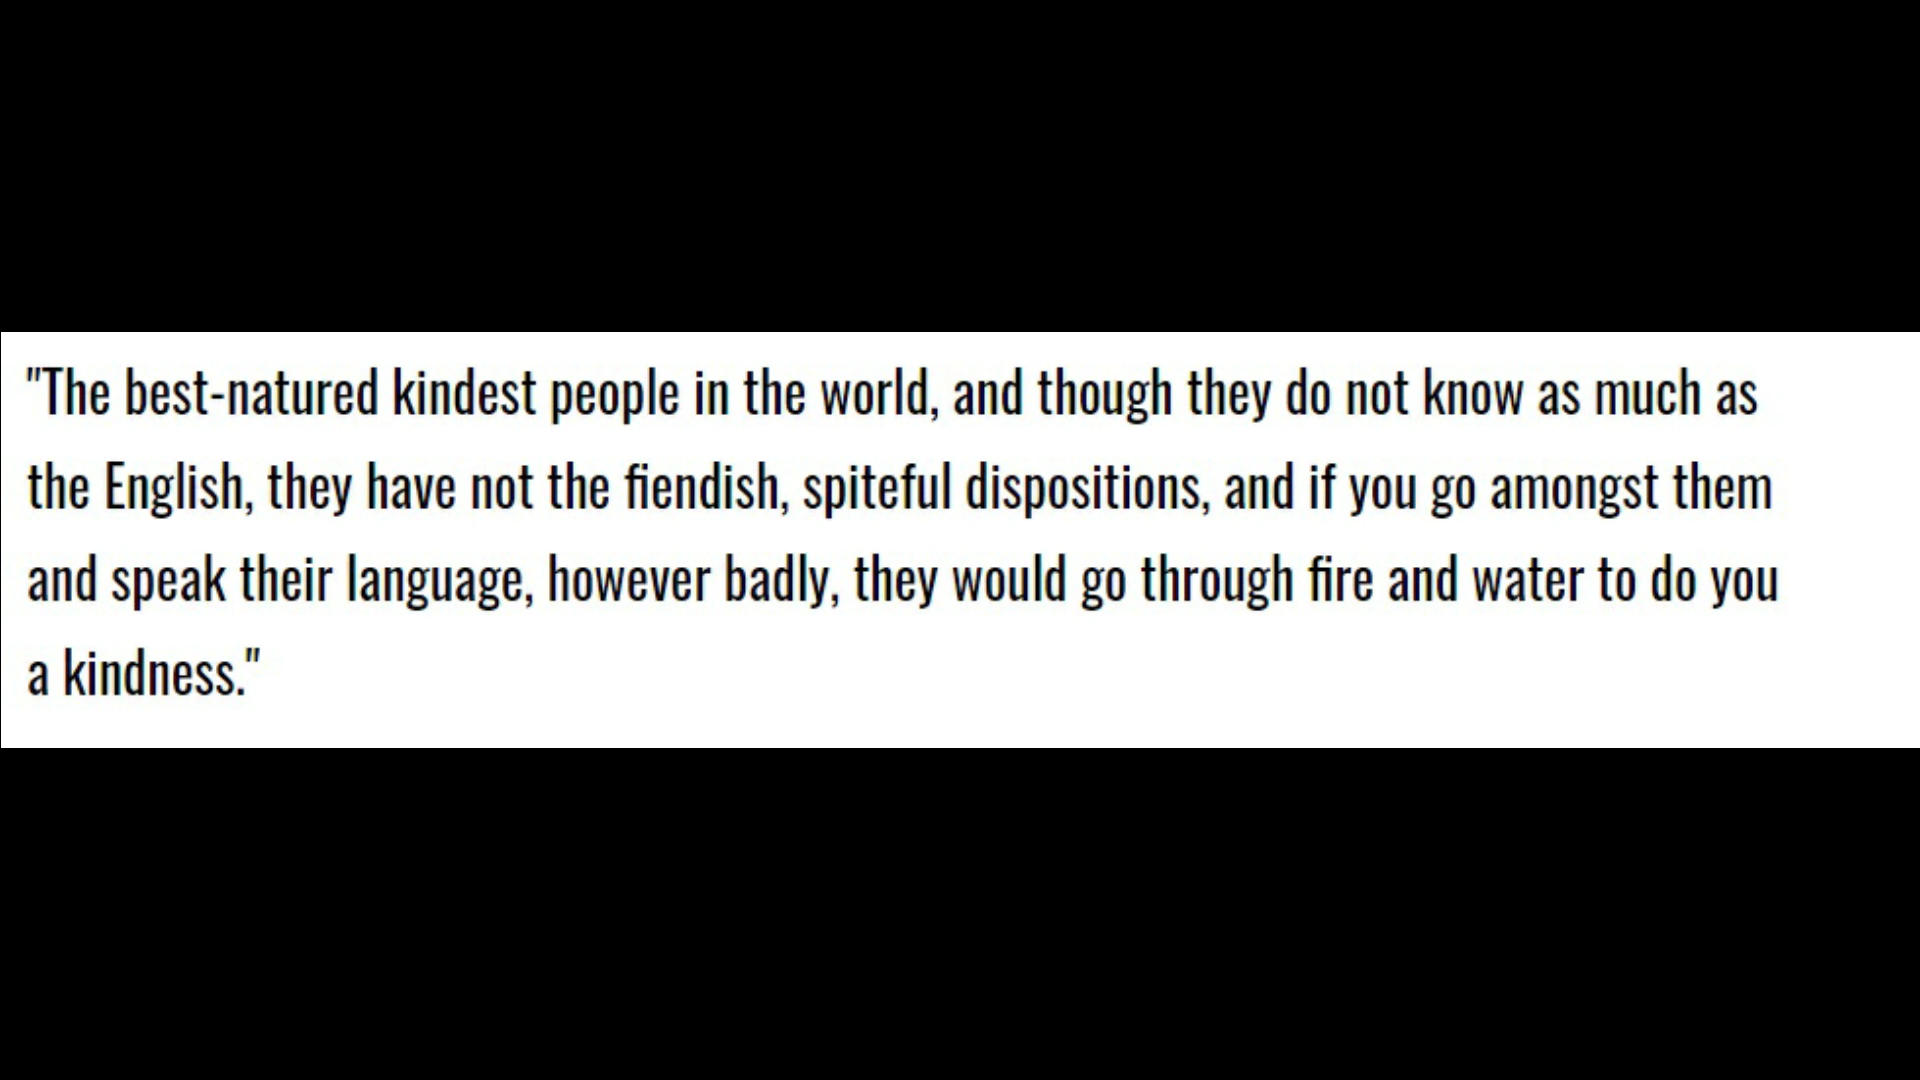 "The best-natured kindest people in the world, and though they do not know as much as
the English, they have not the fiendish, spiteful dispositions, and if you go amongst them
and speak their language, however badly, they would go through fire and water to do you
a kindness."